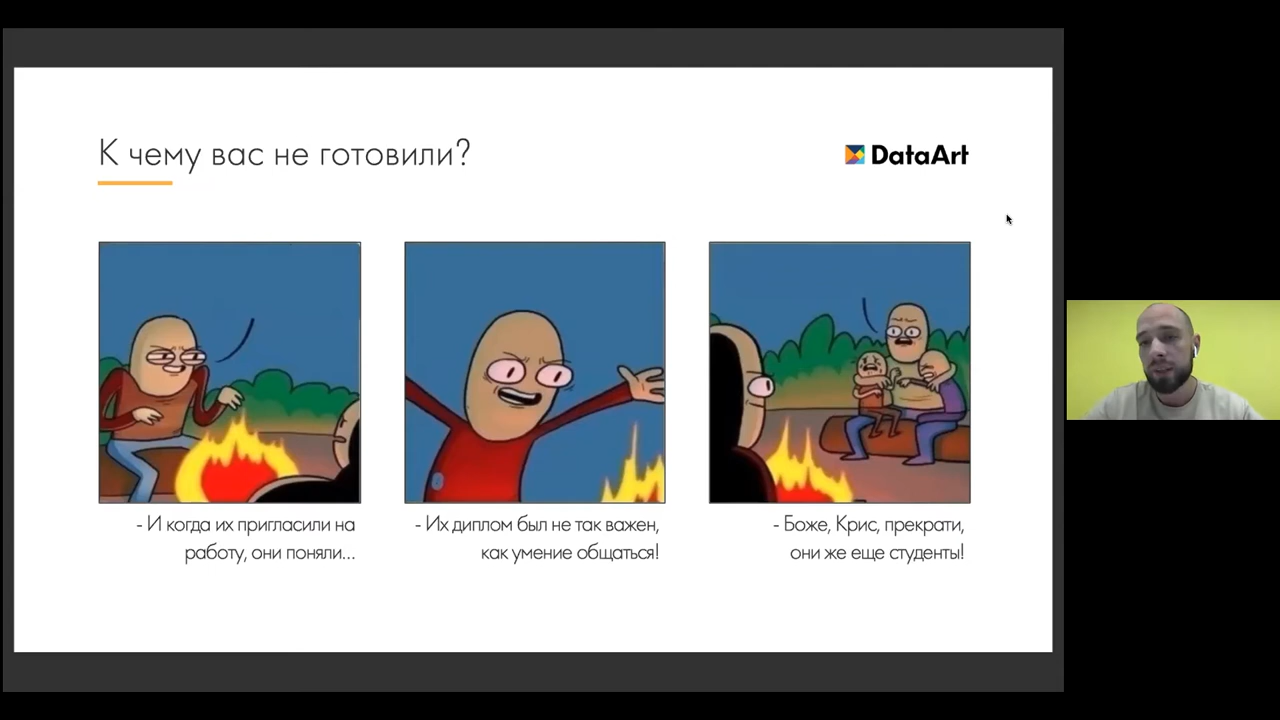 К чему вас не готовили?
DataArt
- И когда их пригласили на
работу, они поняли...
- Их диплом был не так важен,
как умение общаться!
- Боже, Крис, прекрати,
они же еще студенты!